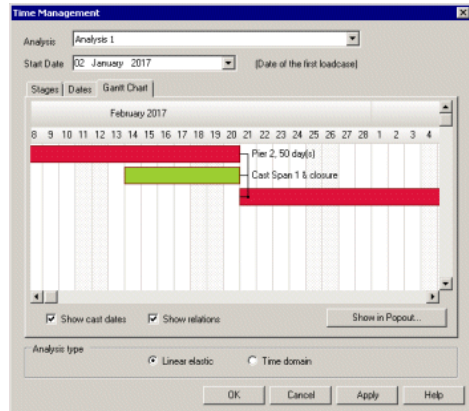 Time Management
Analysis Analysis 1
Start Date 02 January 2017 (Date of the first loadcase)
Stages Dates Gantt Chart
February 2017
8 9 10 11 12 13 14 15 16 17 18 19 20 21 22 23 24 25 26 27 28 1 2 3 4
Pier 2, 50 day(s)
Cast Span 1 & closure
Show cast dates Show relations Show in Popout...
Analysis type
Linear elastic Time domain
OK Cancel Apply Help